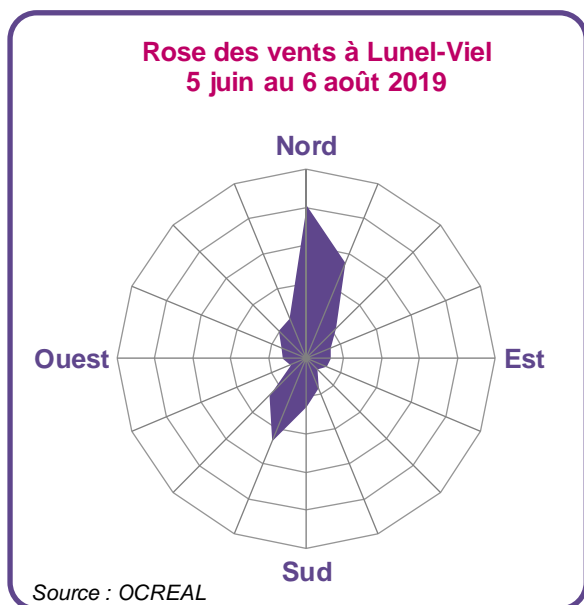 Rose des vents à Lunel-Viel
5 juin au 6 août 2019
Nord
Ouest
Est
Sud
Source : OCREAL